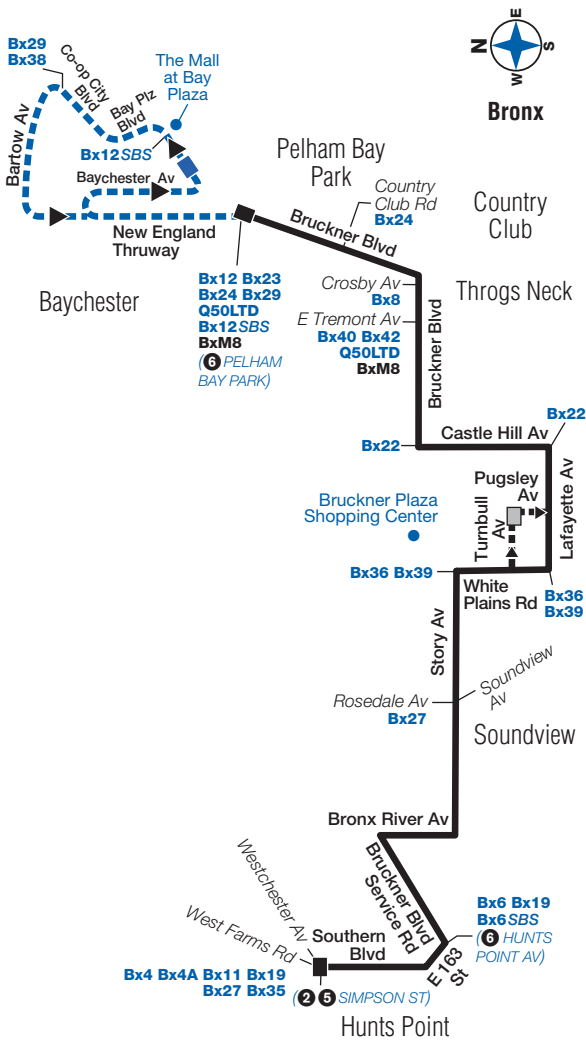 E
N
S
W
Bronx
Bx29
Bx38
Co-op City
Blvd
Bay Plz
Blvd
The Mall
at Bay
Plaza
Bartow Av
Bx12SBS
Baychester Av
New England
Thruway
Baychester
Pelham Bay
Park
Country
Club Rd
Bx24
Country
Club
Bruckner Blvd
Bx12 Bx23
Bx24 Bx29
Q50LTD
Bx12SBS
BxM8
(6 PELHAM
BAY PARK)
Crosby Av
Bx8
Throgs Neck
E Tremont Av
Bx40 Bx42
Q50LTD
BxM8
Bruckner Blvd
Bx22
Castle Hill Av
Bx22
Pugsley
Av
Turnbull
Av
Lafayette Av
Bruckner Plaza
Shopping Center
Bx36 Bx39
White
Plains Rd
Bx36
Bx39
Story Av
Rosedale Av
Bx27
Soundview
Av
Soundview
Bronx River Av
Bruckner Blvd
Service Rd
Westchester Av
West Farms Rd
Southern
Blvd
E 163
St
Bx6 Bx19
Bx6SBS
(6 HUNTS
POINT AV)
Bx4 Bx4A Bx11 Bx19
Bx27 Bx35
(2 5 SIMPSON ST)
Hunts Point